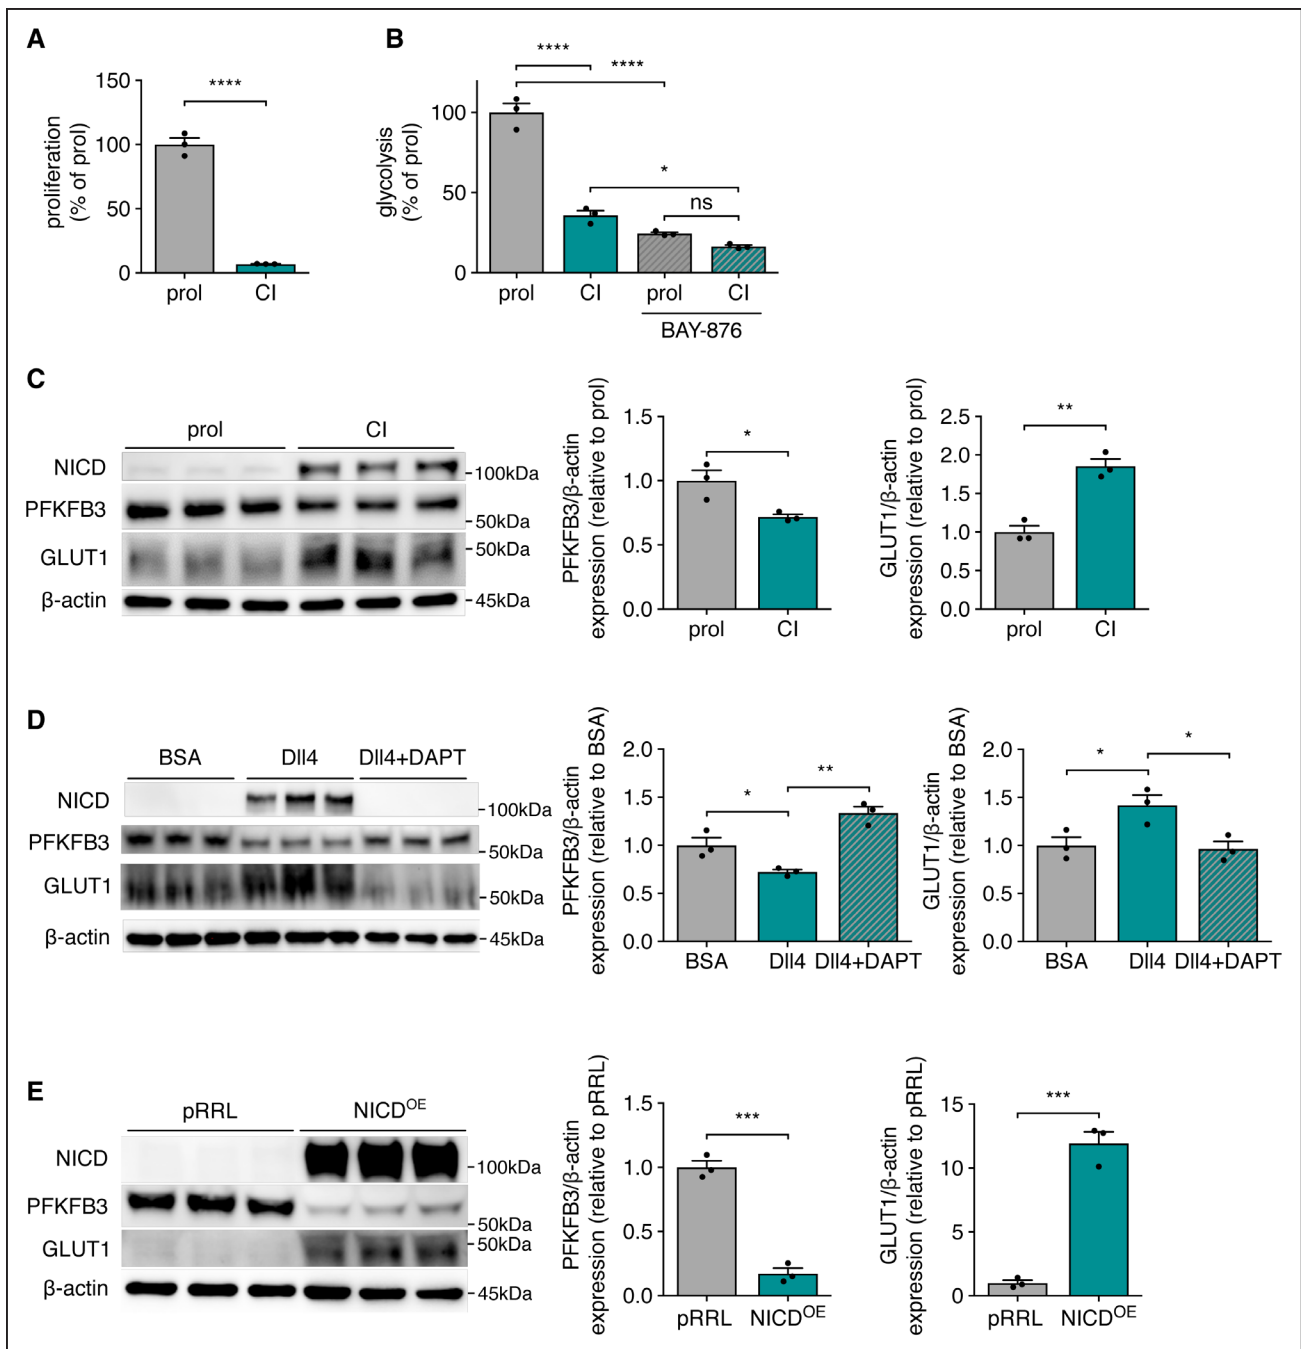 A
proliferation
(% of prol)
150
100
50
0
****
prol
CI
B
glycolysis
(% of prol)
100
50
0
****
****
*
ns
prol
CI
prol
CI
BAY-876
C
prol
CI
NICD
PFKFB3
GLUT1
β-actin
100kDa
50kDa
50kDa
45kDa
PFKFB3/β-actin
expression (relative to prol)
1.5
1.0
0.5
0.0
*
prol
CI
GLUT1/β-actin
expression (relative to prol)
2.5
2.0
1.5
1.0
0.5
0.0
**
prol
CI
D
BSA
Dll4
Dll4+DAPT
NICD
PFKFB3
GLUT1
β-actin
100kDa
50kDa
50kDa
45kDa
PFKFB3/β-actin
expression (relative to BSA)
2.0
1.5
1.0
0.5
0.0
*
**
BSA
Dll4
Dll4+DAPT
GLUT1/β-actin
expression (relative to BSA)
2.0
1.5
1.0
0.5
0.0
*
*
BSA
Dll4
Dll4+DAPT
E
pRRL
NICD^OE
NICD
PFKFB3
GLUT1
β-actin
100kDa
50kDa
50kDa
45kDa
PFKFB3/β-actin
expression (relative to pRRL)
1.5
1.0
0.5
0.0
***
pRRL
NICD^OE
GLUT1/β-actin
expression (relative to pRRL)
15
10
5
0
***
pRRL
NICD^OE